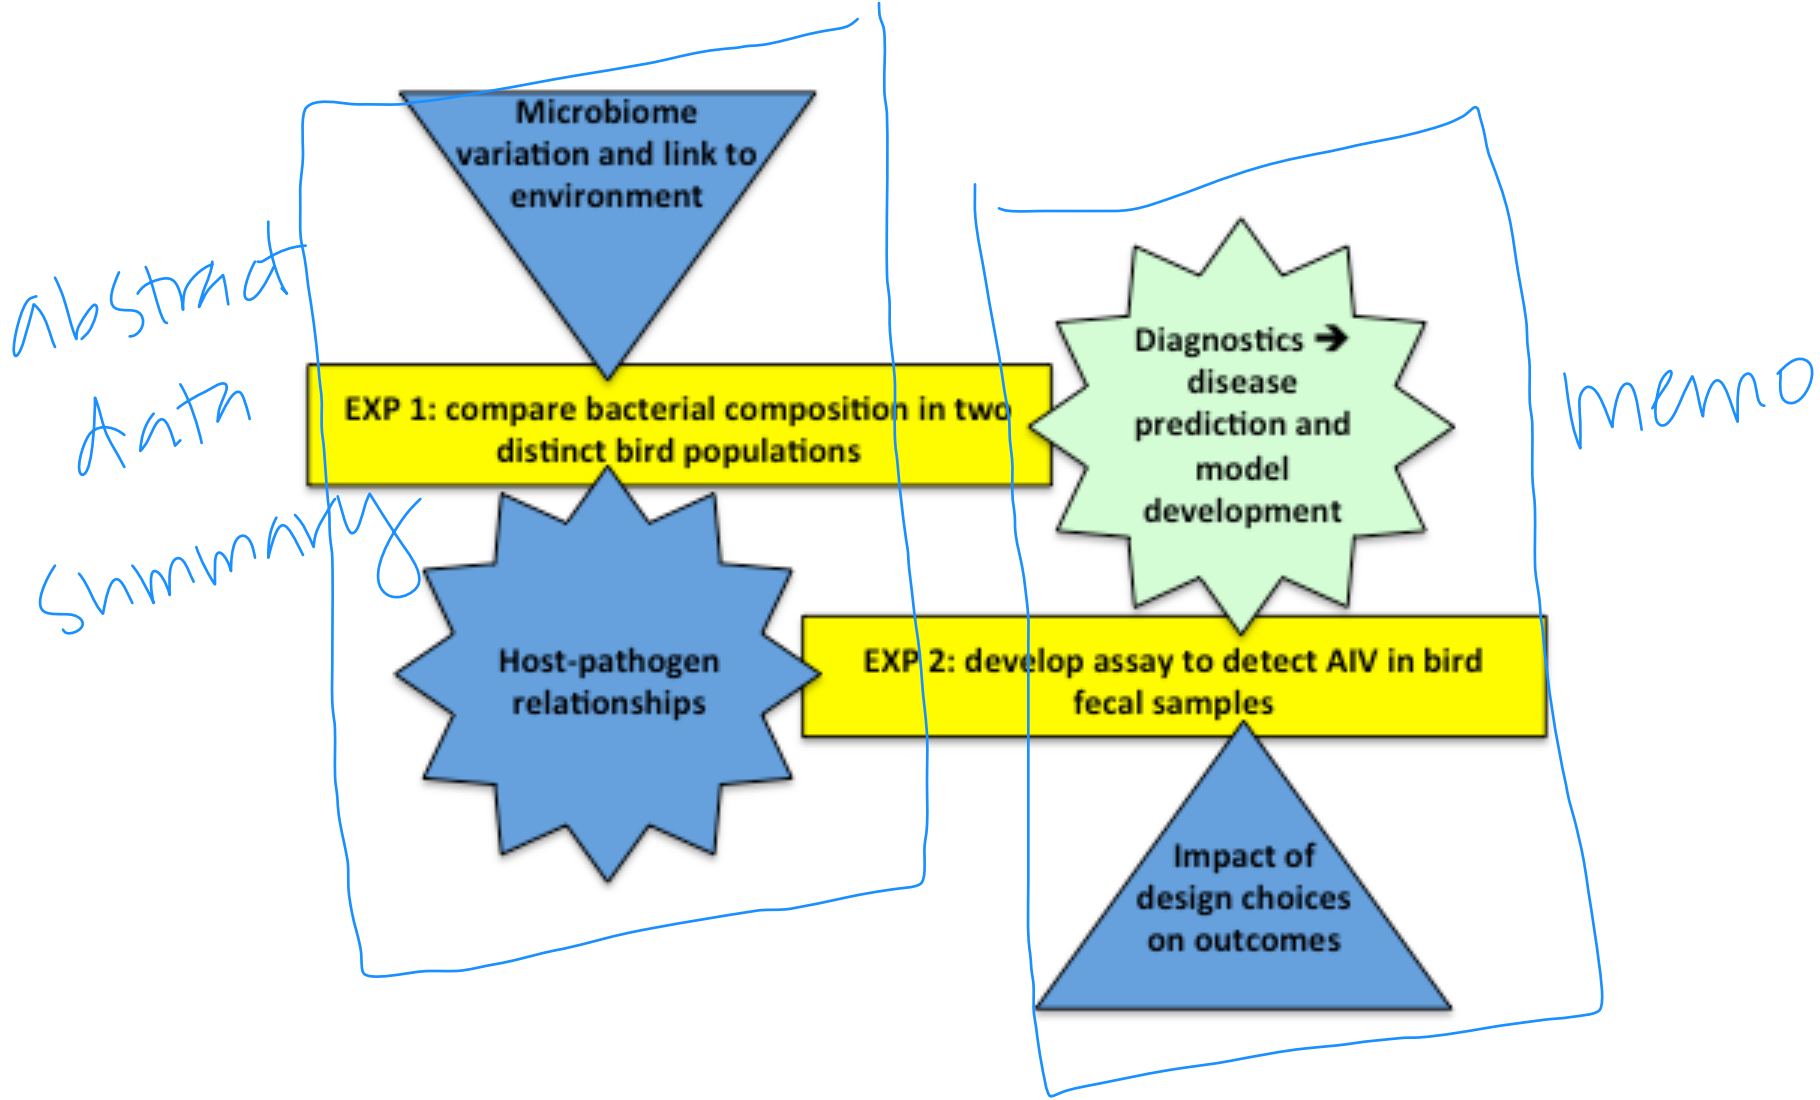 Microbiome
variation and link to
environment
abstract
data
summary
EXP 1: compare bacterial composition in two
distinct bird populations
Host-pathogen
relationships
Diagnostics ➔
disease
prediction and
model
development
memo
EXP 2: develop assay to detect AIV in bird
fecal samples
Impact of
design choices
on outcomes